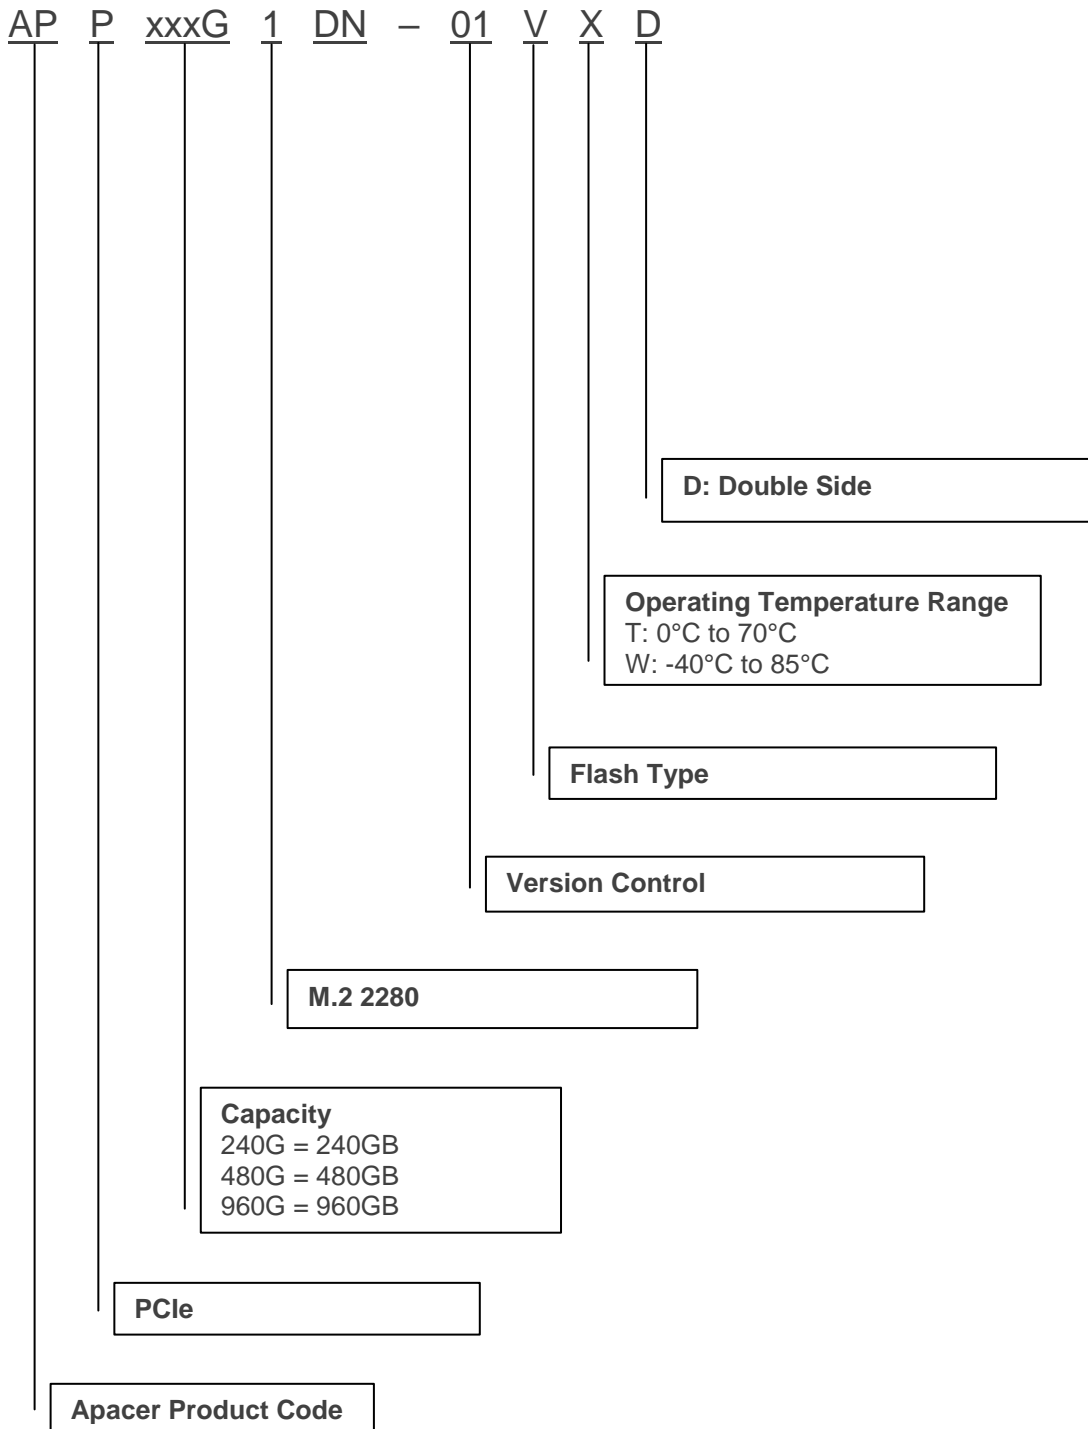 AP P xxxG 1 DN – 01 V X D
D: Double Side
Operating Temperature Range
T: 0°C to 70°C
W: -40°C to 85°C
Flash Type
Version Control
M.2 2280
Capacity
240G = 240GB
480G = 480GB
960G = 960GB
PCIe
Apacer Product Code